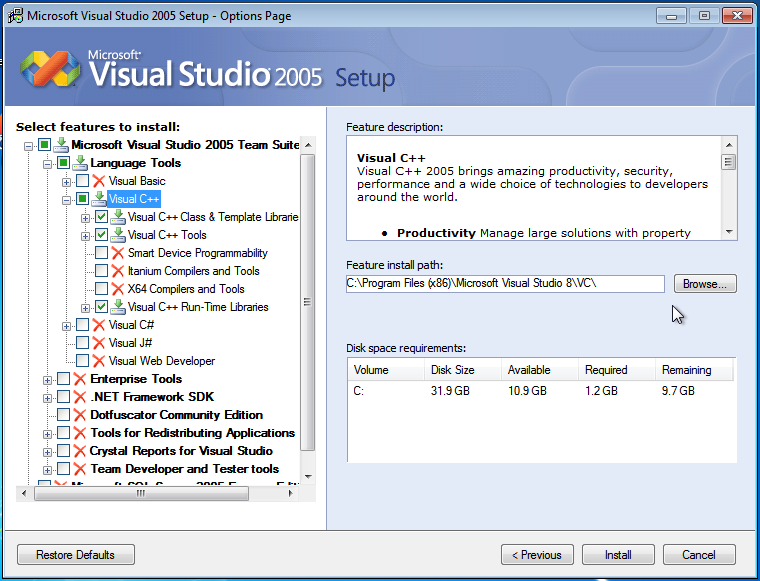 Microsoft Visual Studio 2005 Setup - Options Page
Microsoft®
Visual Studio 2005 Setup
Select features to install:
Microsoft Visual Studio 2005 Team Suite
Language Tools
Visual Basic
Visual C++
Visual C++ Class & Template Librarie
Visual C++ Tools
Smart Device Programmability
Itanium Compilers and Tools
X64 Compilers and Tools
Visual C++ Run-Time Libraries
Visual C#
Visual J#
Visual Web Developer
Enterprise Tools
.NET Framework SDK
Dotfuscator Community Edition
Tools for Redistributing Applications
Crystal Reports for Visual Studio
Team Developer and Tester tools
Microsoft SQL Server 2005 Express Editi
Feature description:
Visual C++
Visual C++ 2005 brings amazing productivity, security,
performance and a wide choice of technologies to developers
around the world.
• Productivity Manage large solutions with property
Feature install path:
C:\Program Files (x86)\Microsoft Visual Studio 8\VC\
Browse...
Disk space requirements:
Volume Disk Size Available Required Remaining
C: 31.9 GB 10.9 GB 1.2 GB 9.7 GB
Restore Defaults
< Previous
Install
Cancel